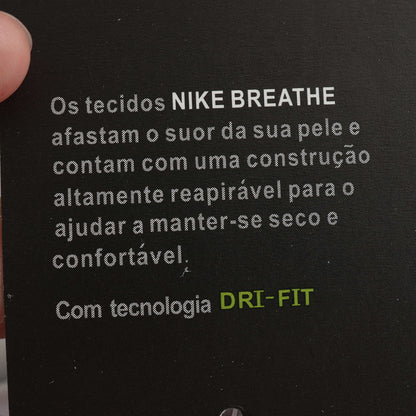 Os tecidos NIKE BREATHE
afastam o suor da sua pele e
contam com uma construção
altamente reapirável para o
ajudar a manter-se seco e
confortável.
Com tecnologia DRI-FIT